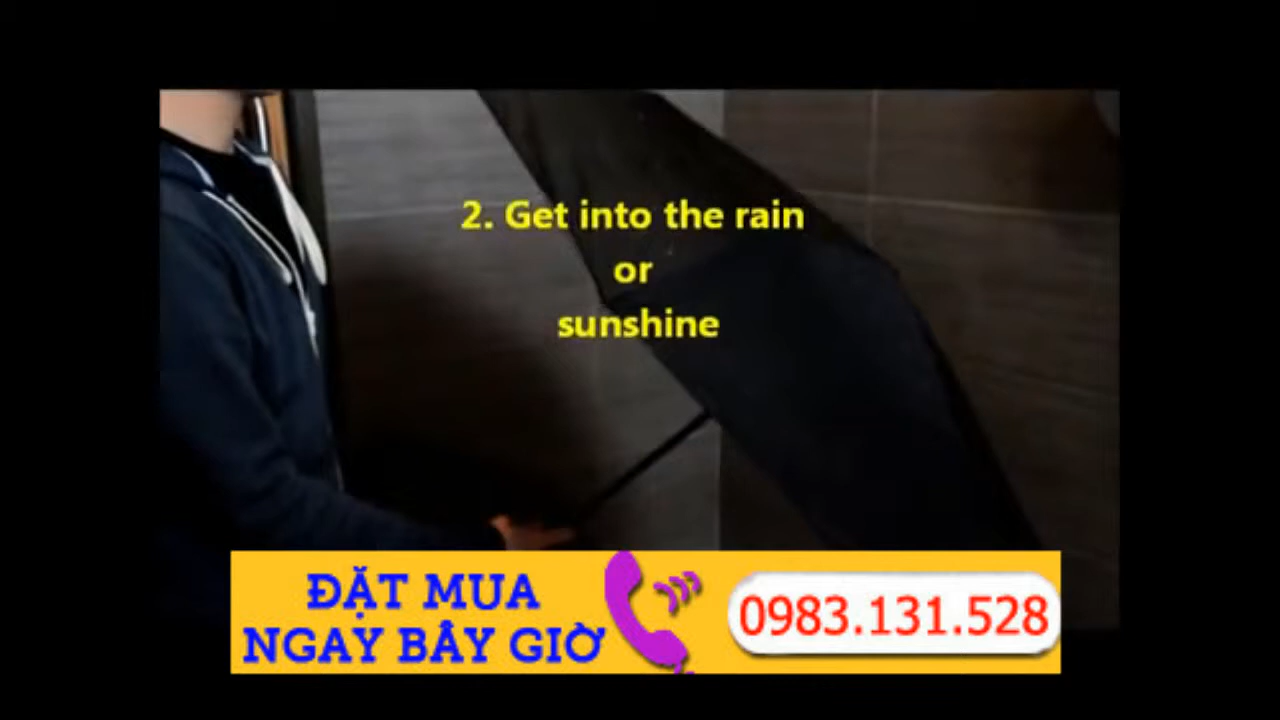 2. Get into the rain
or
sunshine
ĐẶT MUA
NGAY BÂY GIỜ
0983.131.528